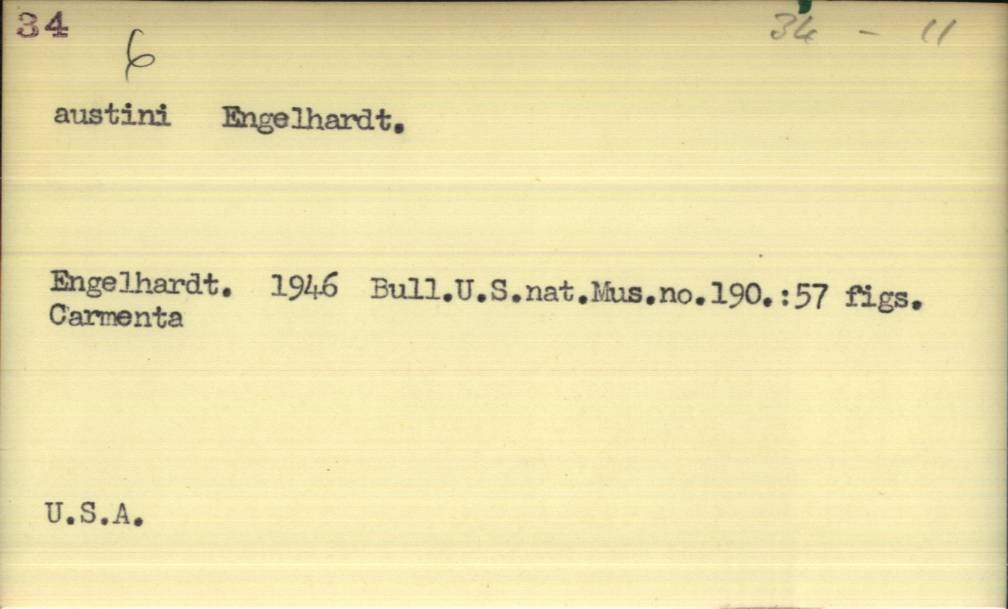 34 34 - 11
6
austini Engelhardt.
Engelhardt. 1946 Bull.U.S.nat.Mus.no.190.:57 figs.
Carmenta
U.S.A.